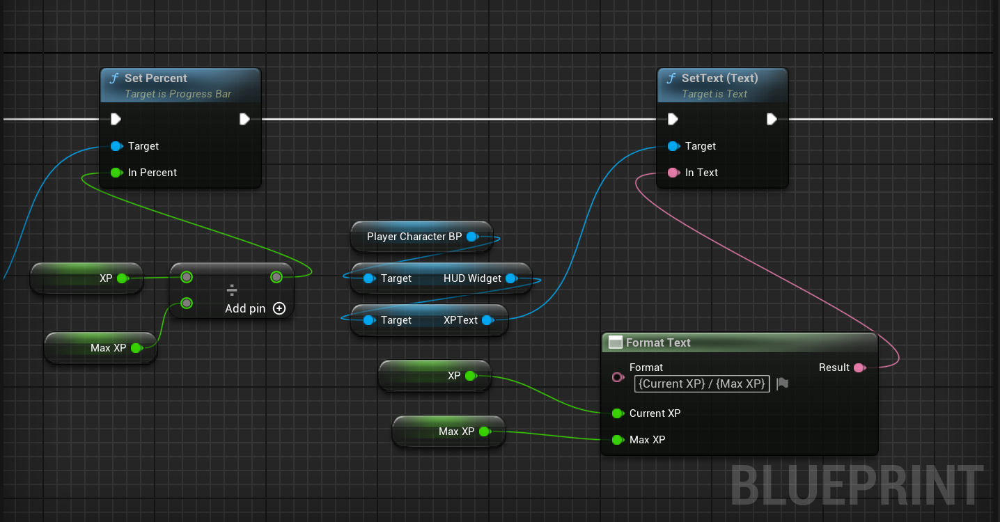 Set Percent
Target is Progress Bar
Target
In Percent
XP
÷
Add pin
Max XP
Player Character BP
Target HUD Widget
Target XPText
XP
Max XP
SetText (Text)
Target is Text
Target
In Text
Format Text
Format
Result
{Current XP} / {Max XP}
Current XP
Max XP
BLUEPRINT